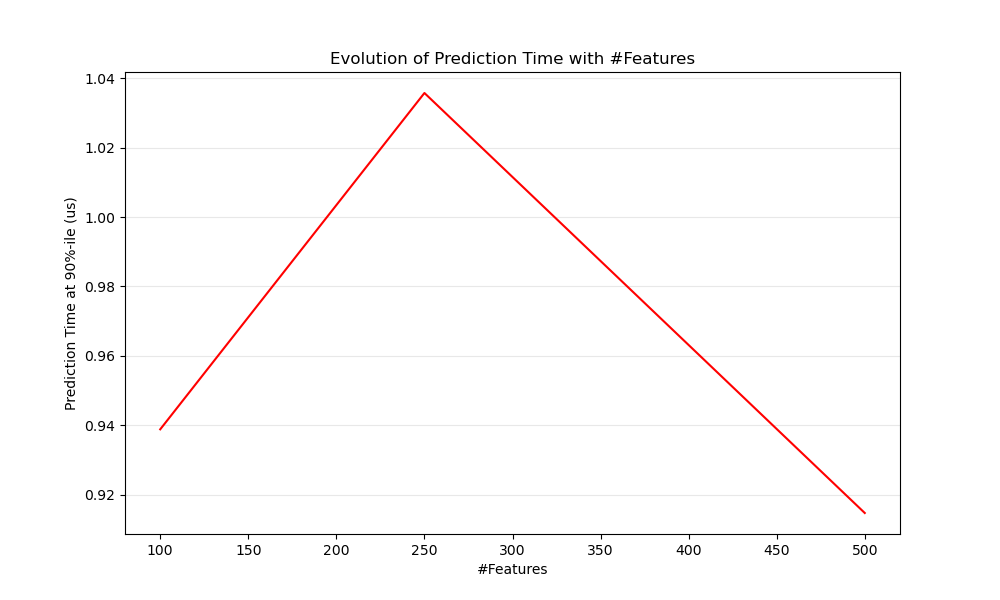 Evolution of Prediction Time with #Features
Prediction Time at 90%-ile (us)
1.04
1.02
1.00
0.98
0.96
0.94
0.92
100 150 200 250 300 350 400 450 500
#Features